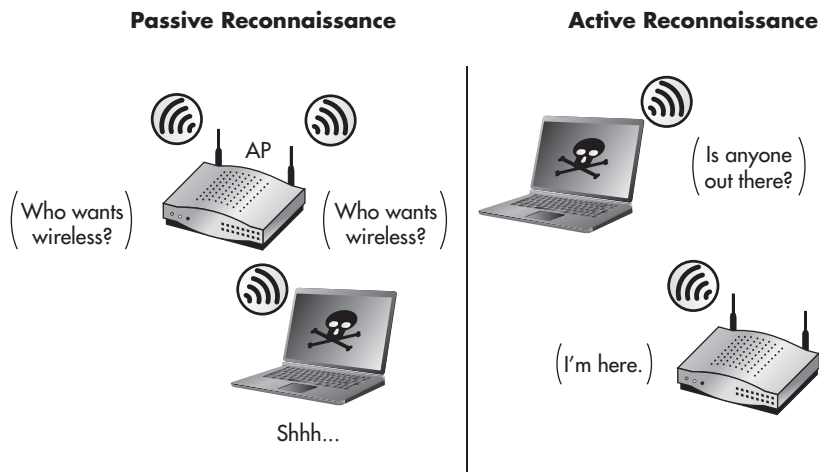 Passive Reconnaissance
AP
(Who wants
wireless?)
(Who wants
wireless?)
Shhh...
Active Reconnaissance
(Is anyone
out there?)
(I'm here.)